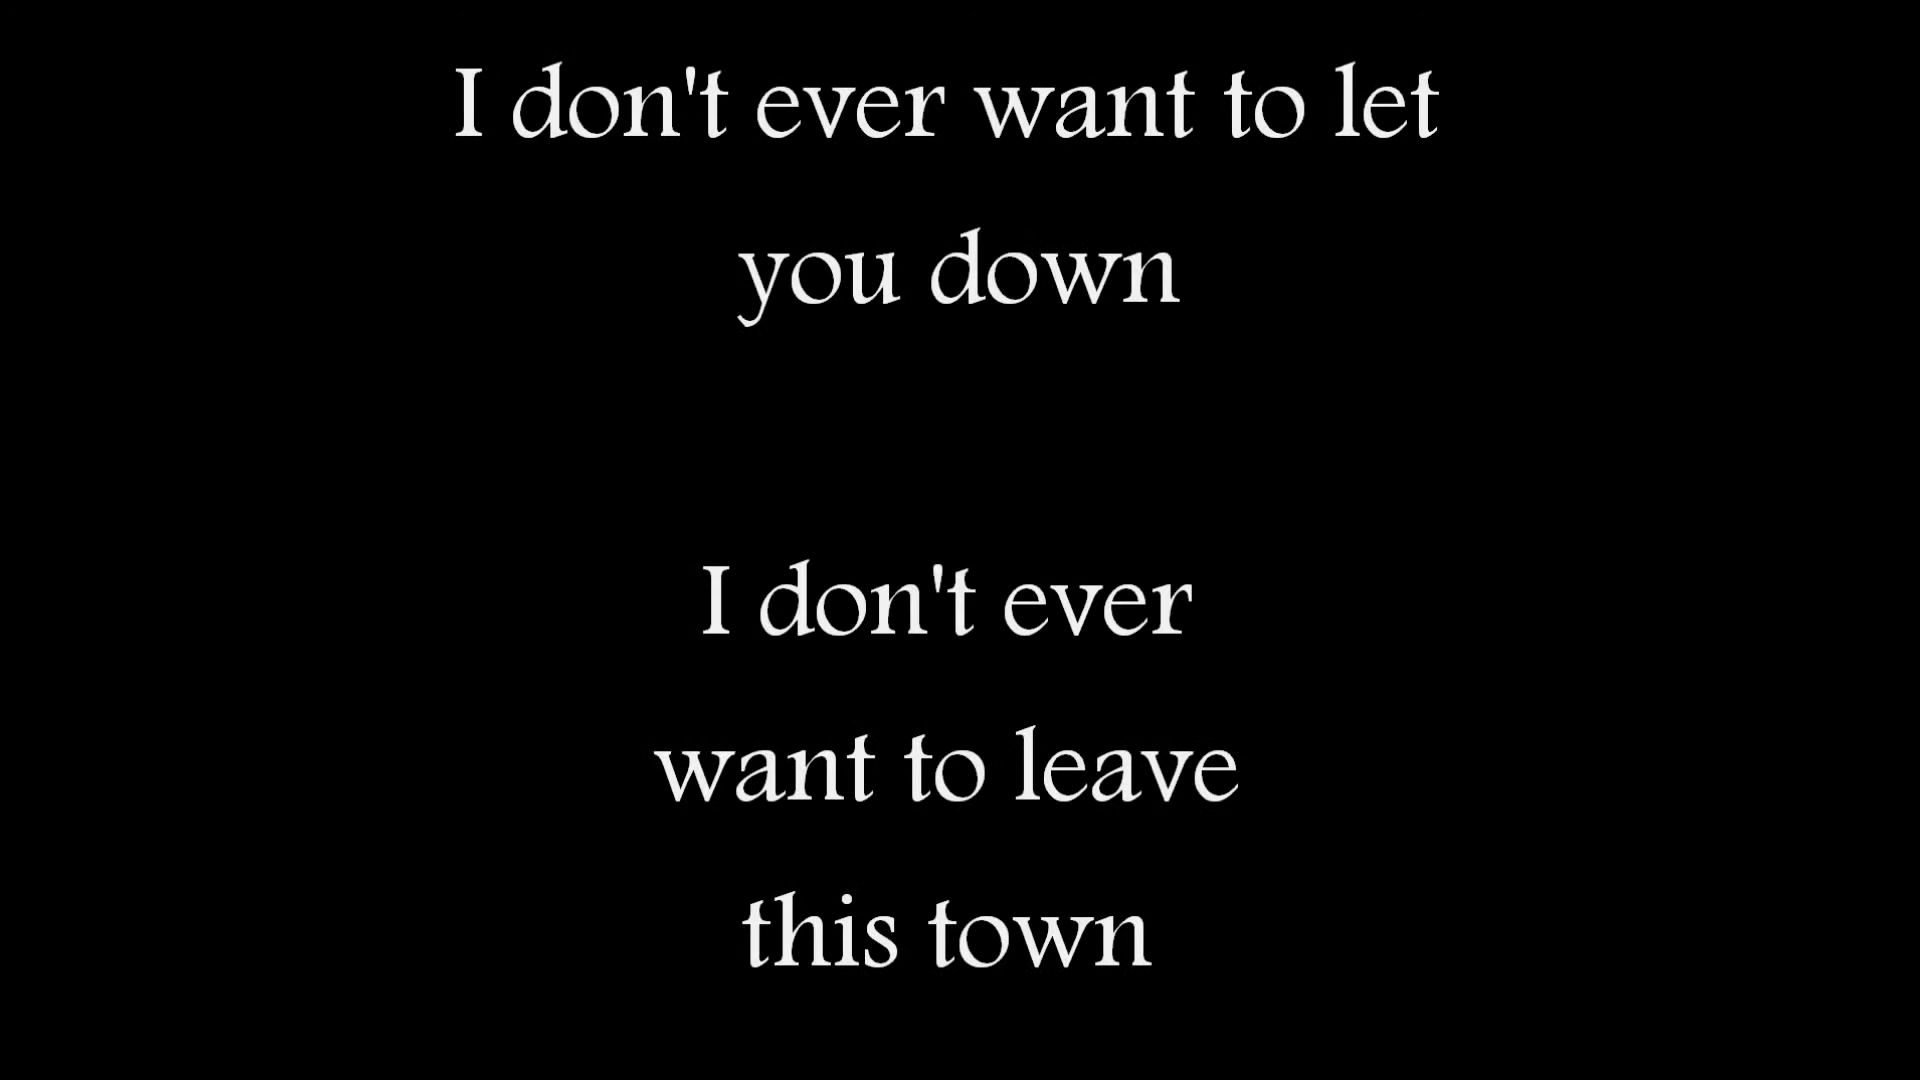 I don't ever want to let
you down
I don't ever
want to leave
this town